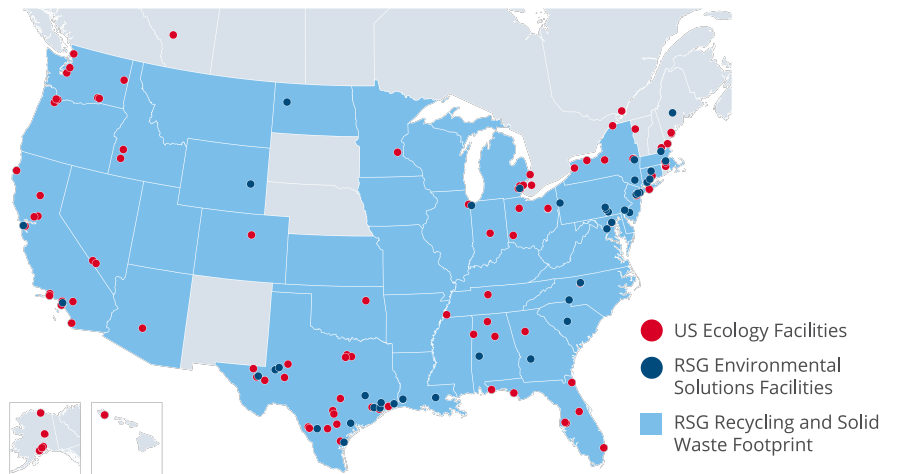 US Ecology Facilities
RSG Environmental
Solutions Facilities
RSG Recycling and Solid
Waste Footprint